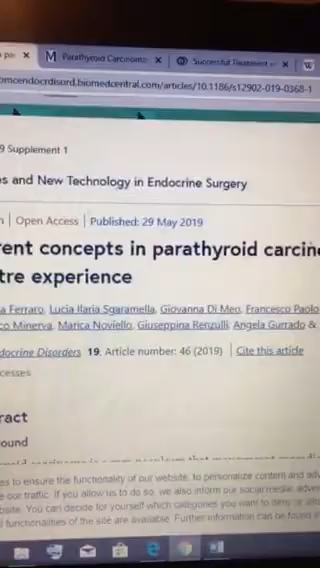 Parathyroid Carcinoma
Successful Treatment
omcendocrdisord.biomedcentral.com/articles/10.1186/s12902-019-0368-1
9 Supplement 1
es and New Technology in Endocrine Surgery
Open Access | Published: 29 May 2019
rent concepts in parathyroid carcin
tre experience
a Ferraro, Lucia Ilaria Sgaramella, Giovanna Di Meo, Francesco Paolo
co Minerva, Marica Noviello, Giuseppina Renzulli, Angela Gurrado &
docrine Disorders 19, Article number: 46 (2019) | Cite this article
cesses
ract
ound
es to ensure the functionality of our website, to personalize content and adv
e our traffic. If you allow us to do so, we also inform our social media, adver
bsite. You can decide for yourself which categories you want to deny or
l functionalities of the site are available. Further information can be found